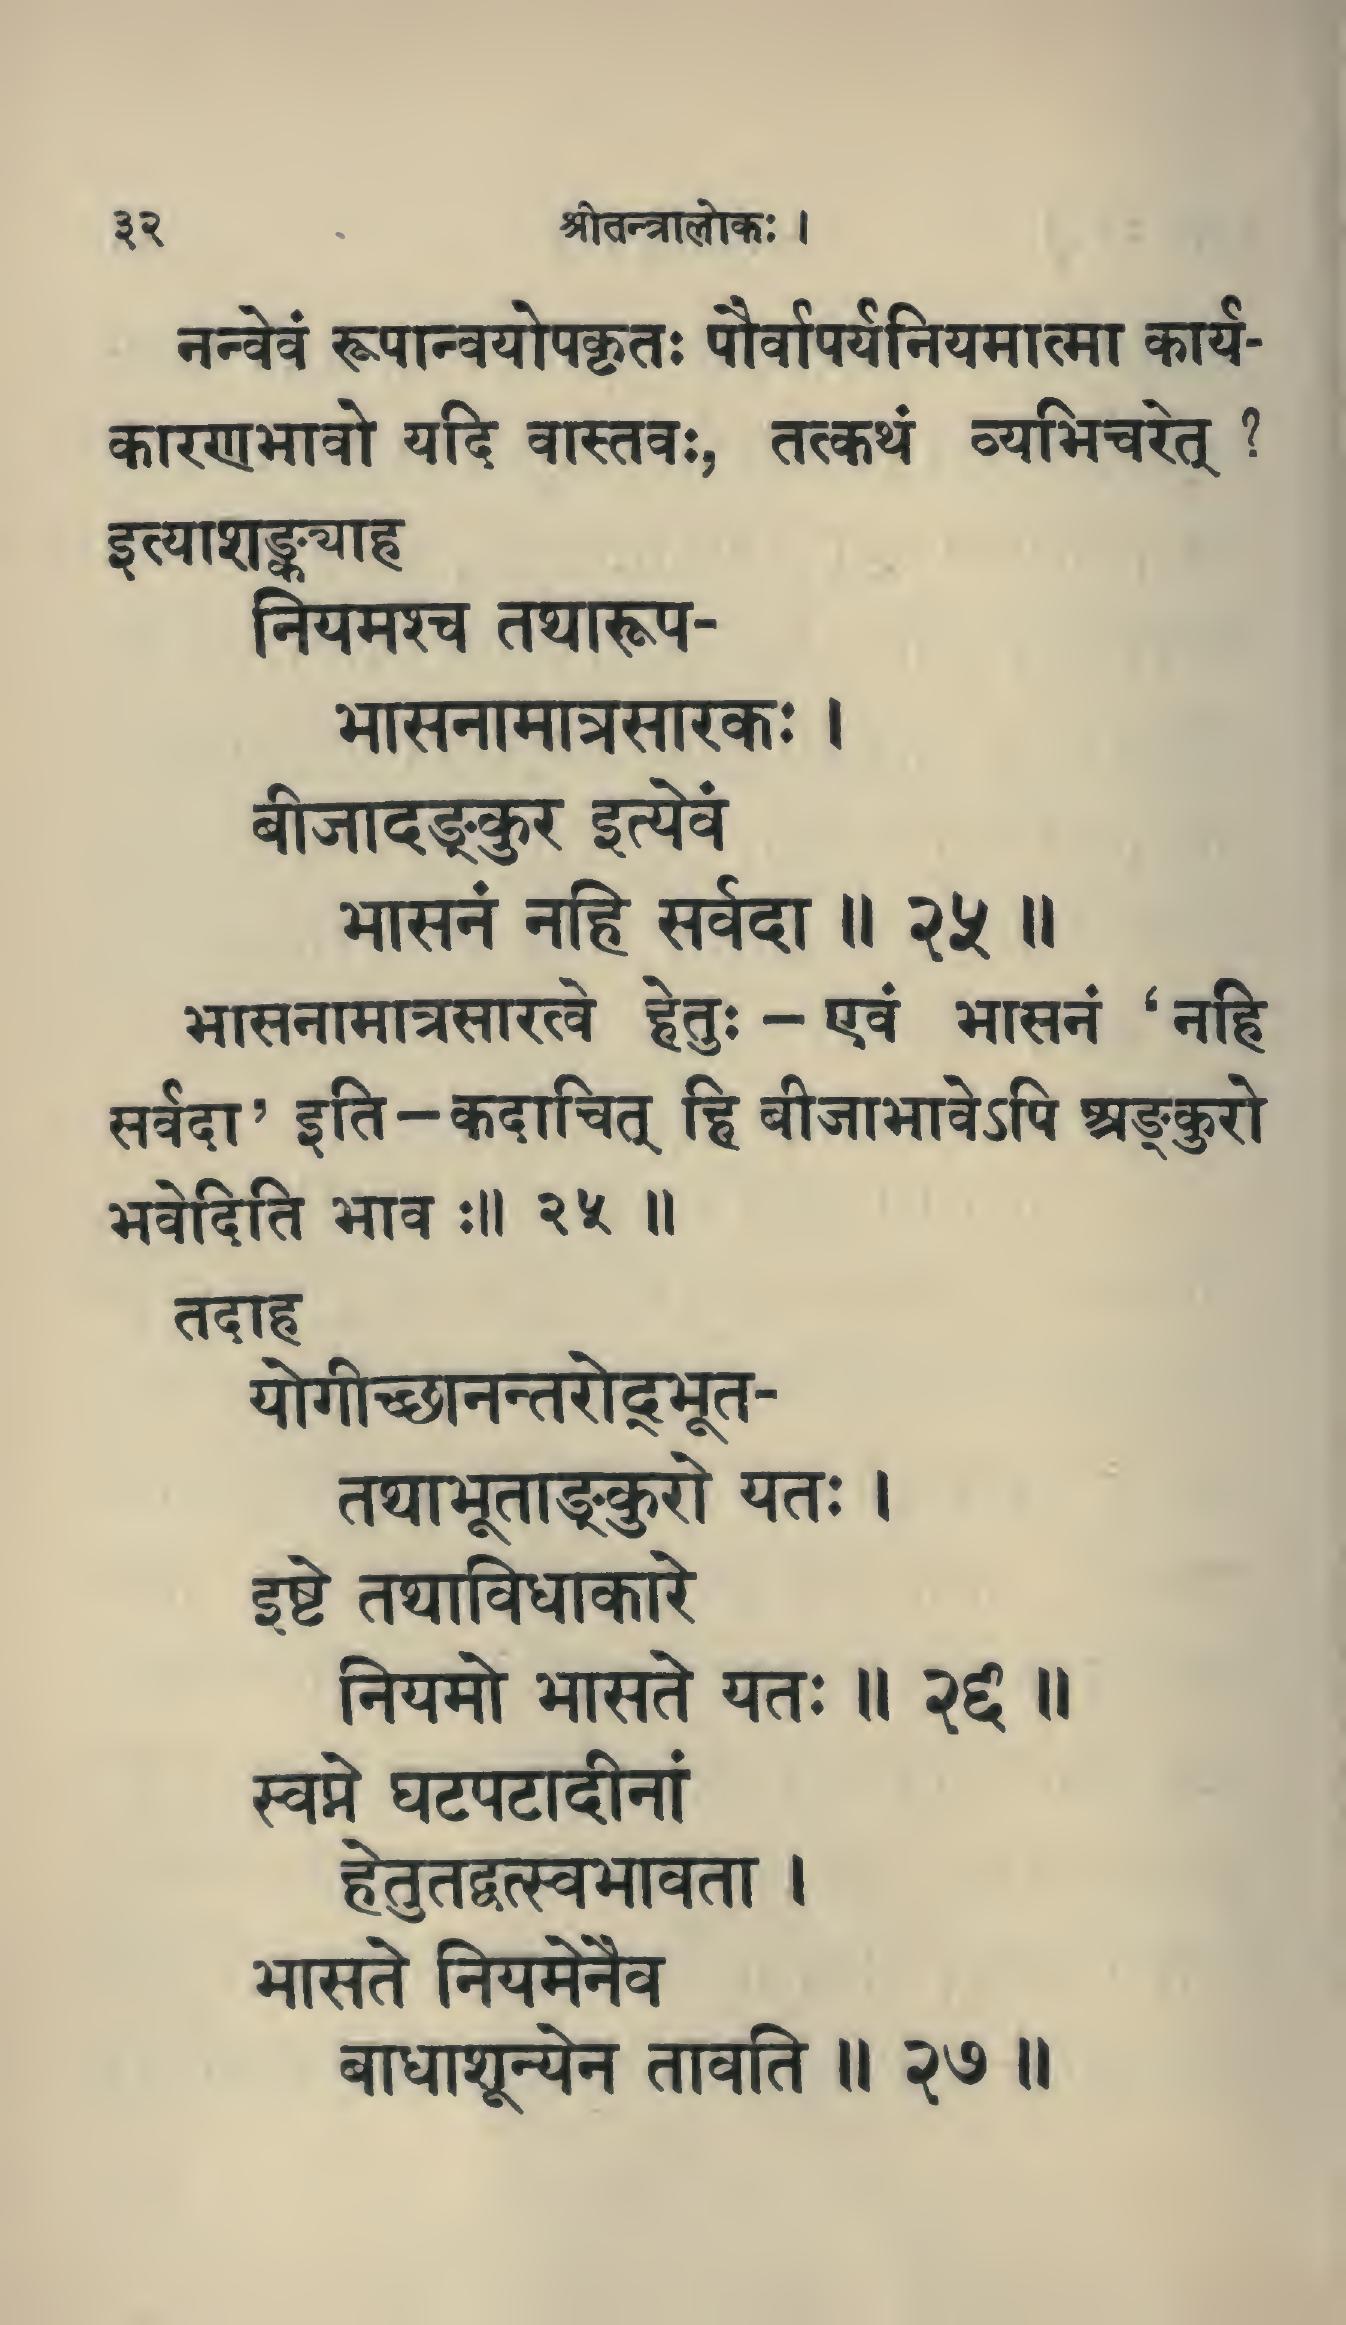 ३२ श्रीतन्त्रालोकः ।
नन्वेवं रूपान्वयोपकृतः पौर्वापर्यनियमात्मा कार्य-
कारणभावो यदि वास्तवः, तत्कथं व्यभिचरेत् ?
इत्याशङ्क्याह
नियमश्च तथारूप-
भासनामात्रसारकः ।
बीजादङ्कुर इत्येवं
भासनं नहि सर्वदा ॥ २५ ॥
भासनामात्रसारत्वे हेतुः – एवं भासनं ‘नहि
सर्वदा’ इति – कदाचित् हि बीजाभावेऽपि अङ्कुरो
भवेदिति भाव ः॥ २५ ॥
तदाह
योगीच्छानन्तरोद्भूत-
तथाभूताङ्कुरो यतः ।
इष्टे तथाविधाकारे
नियमो भासते यतः ॥ २६ ॥
स्वप्ने घटपटादीनां
हेतुतद्वत्स्वभावता ।
भासते नियमेनैव
बाधाशून्येन तावति ॥ २७ ॥